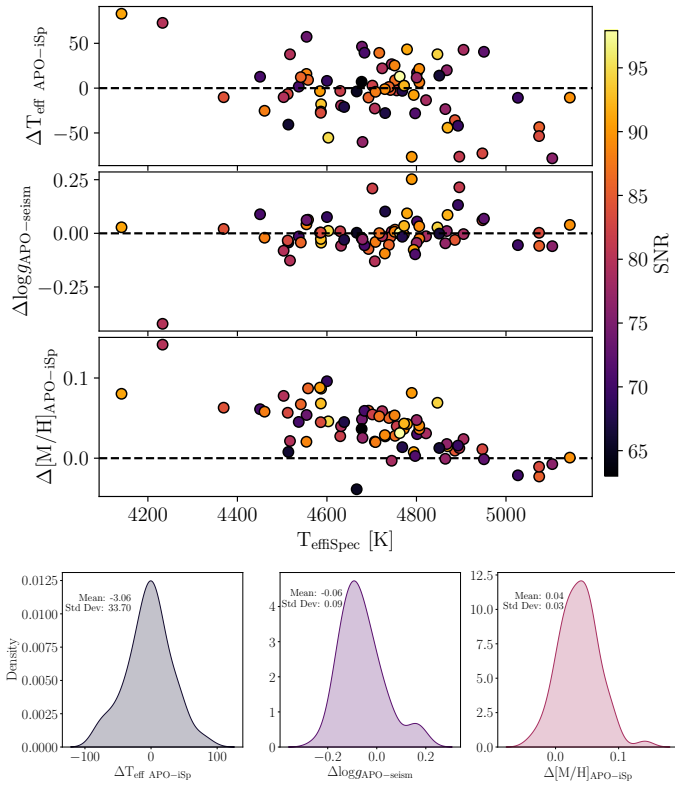 50
0
−50
ΔT_eff APO−iSp
0.25
0.00
−0.25
Δlogg_APO−seism
0.1
0.0
Δ[M/H]_APO−iSp
4200 4400 4600 4800 5000
T_effiSpec [K]
95
90
85
80
75
70
65
SNR
0.0125
0.0100
0.0075
0.0050
0.0025
0.0000
Density
Mean: -3.06
Std Dev: 33.70
−100 0 100
ΔT_eff APO−iSp
4
3
2
1
0
Mean: -0.06
Std Dev: 0.09
−0.2 0.0 0.2
Δlogg_APO−seism
12.5
10.0
7.5
5.0
2.5
0.0
Mean: 0.04
Std Dev: 0.03
0.0 0.1
Δ[M/H]_APO−iSp